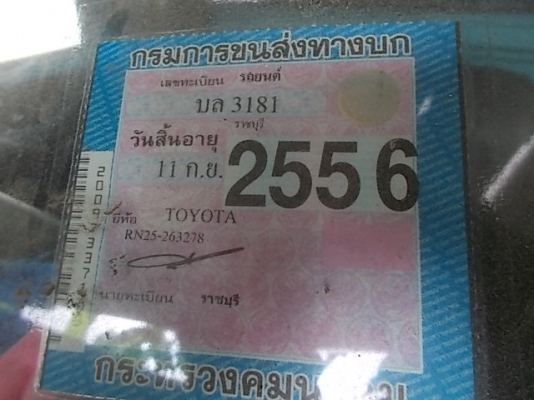 กรมการขนส่งทางบก
เลขทะเบียน รถยนต์
บล 3181
ราชบุรี
วันสิ้นอายุ
11 ก.ย. 2556
ยี่ห้อ TOYOTA
RN25-263278
นายทะเบียน ราชบุรี
กระทรวงคมนาคม